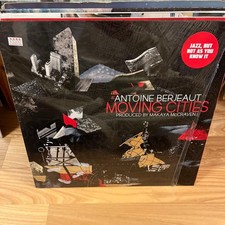 JAZZ, BUT
NOT AS YOU
KNOW IT
ANTOINE BERJEAUT
MOVING CITIES
PRODUCED BY MAKAYA McCRAVEN